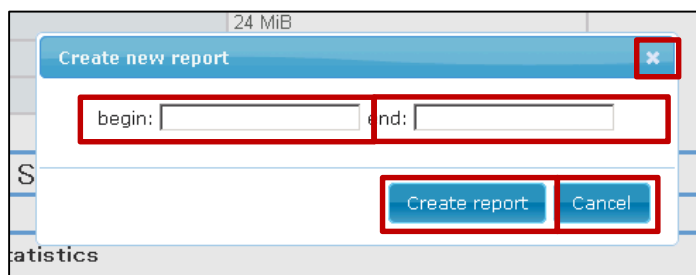 24 MiB
Create new report
begin: end:
S
Create report Cancel
atistics